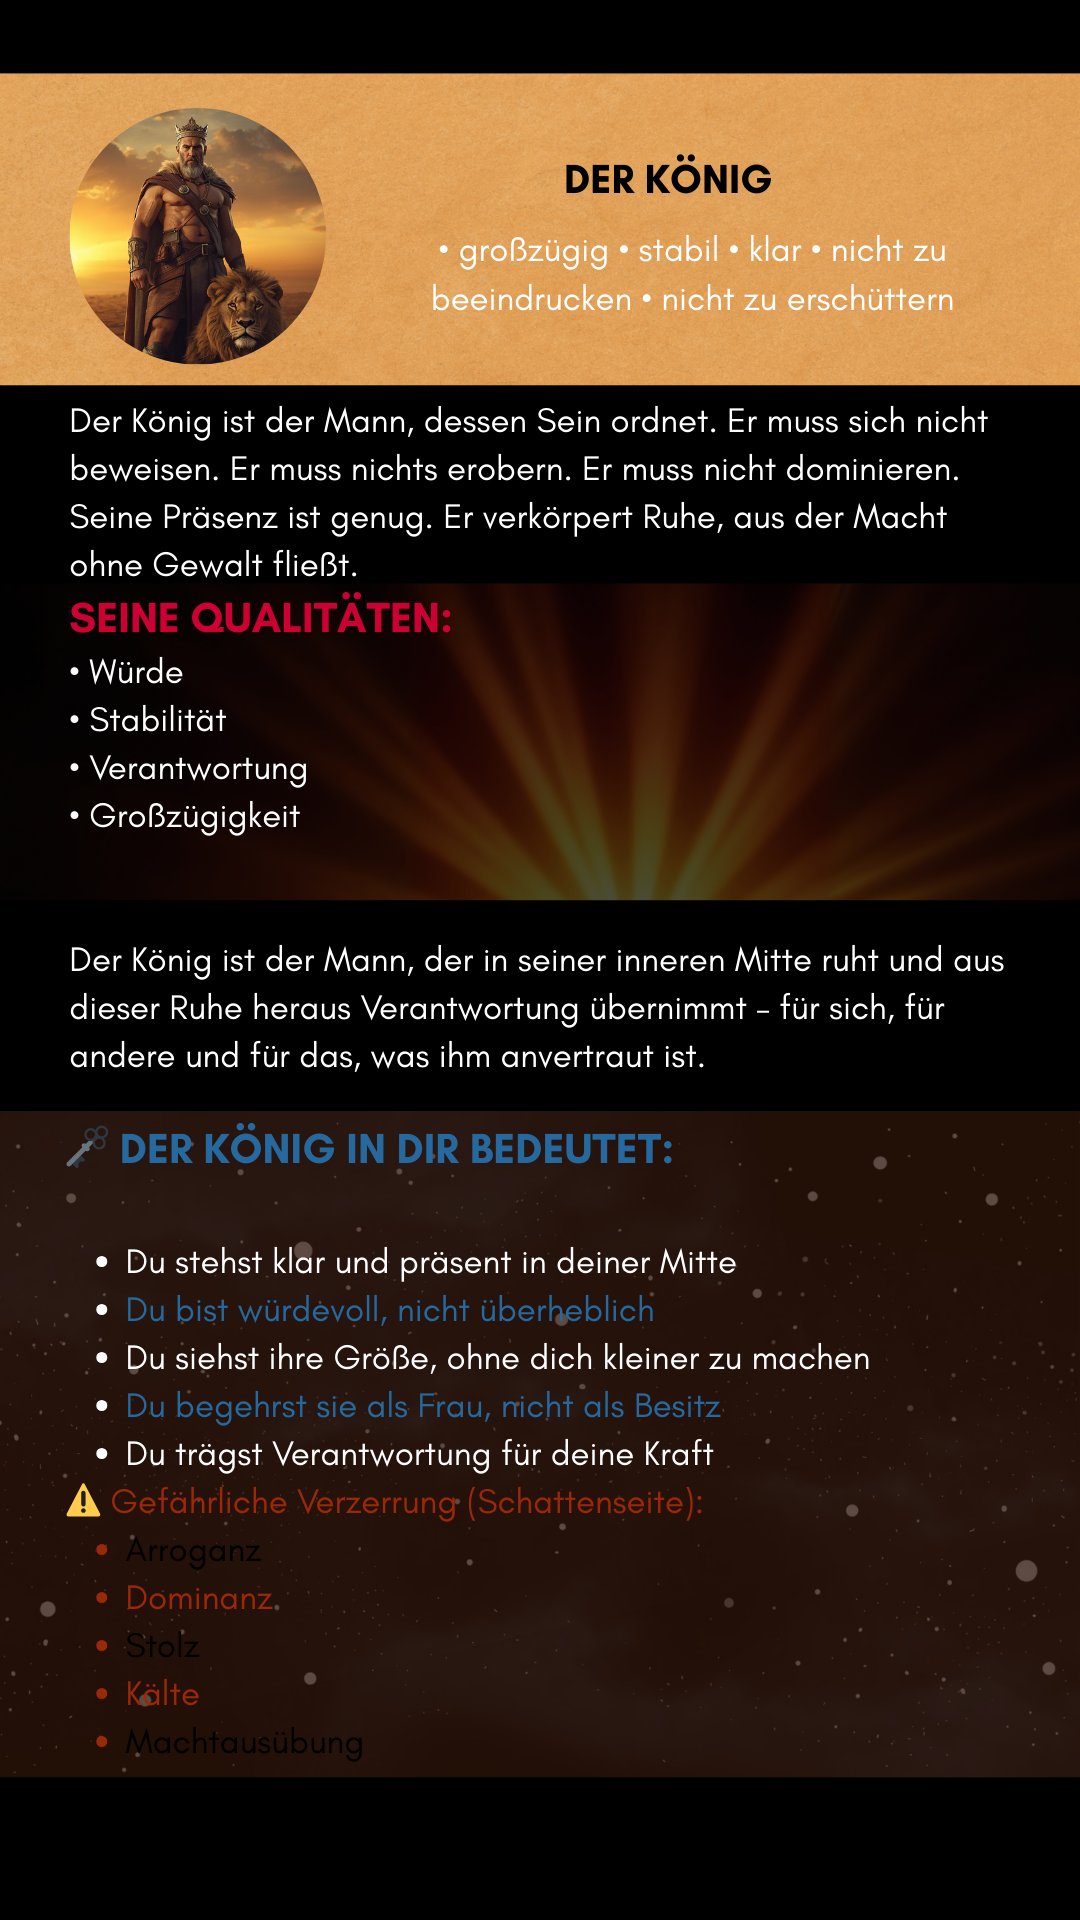 DER KÖNIG
• großzügig • stabil • klar • nicht zu
beeindrucken • nicht zu erschüttern
Der König ist der Mann, dessen Sein ordnet. Er muss sich nicht
beweisen. Er muss nichts erobern. Er muss nicht dominieren.
Seine Präsenz ist genug. Er verkörpert Ruhe, aus der Macht
ohne Gewalt fließt.
SEINE QUALITÄTEN:
• Würde
• Stabilität
• Verantwortung
• Großzügigkeit
Der König ist der Mann, der in seiner inneren Mitte ruht und aus
dieser Ruhe heraus Verantwortung übernimmt – für sich, für
andere und für das, was ihm anvertraut ist.
🗝 DER KÖNIG IN DIR BEDEUTET:
• Du stehst klar und präsent in deiner Mitte
• Du bist würdevoll, nicht überheblich
• Du siehst ihre Größe, ohne dich kleiner zu machen
• Du begehrst sie als Frau, nicht als Besitz
• Du trägst Verantwortung für deine Kraft
⚠️ Gefährliche Verzerrung (Schattenseite):
• Arroganz
• Dominanz
• Stolz
• Kälte
• Machtausübung